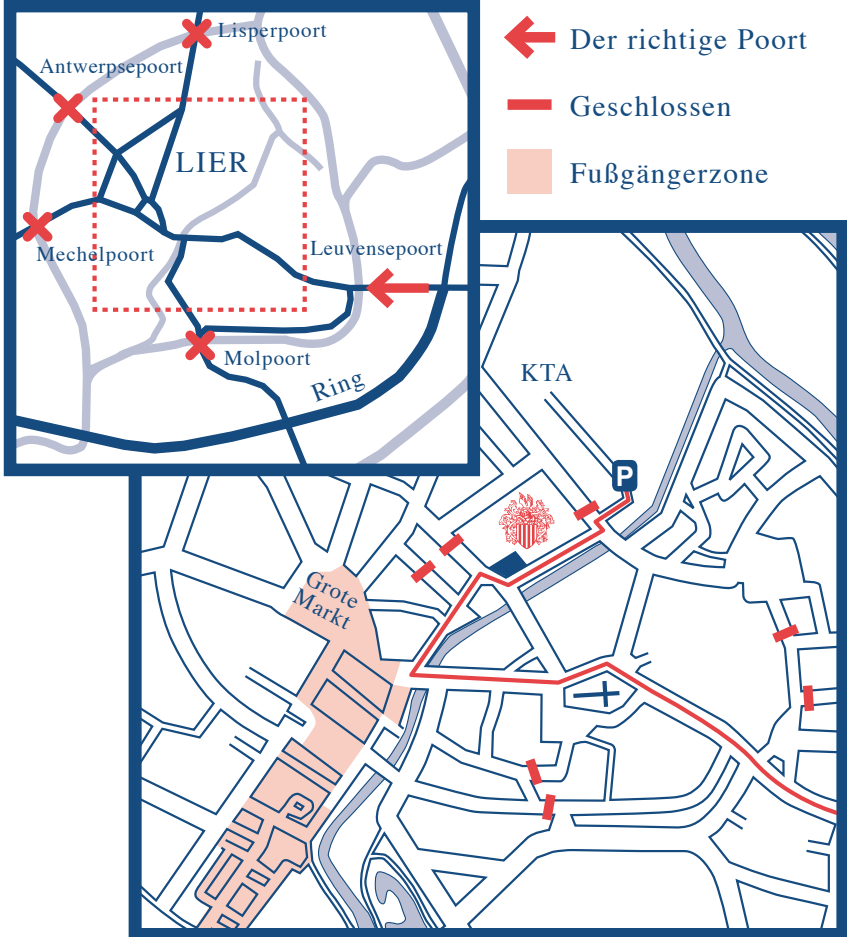 Lisperpoort
Antwerpsepoort
LIER
Mechelpoort
Leuvensepoort
Molpoort
Ring
Der richtige Poort
Geschlossen
Fußgängerzone
KTA
P
Grote
Markt